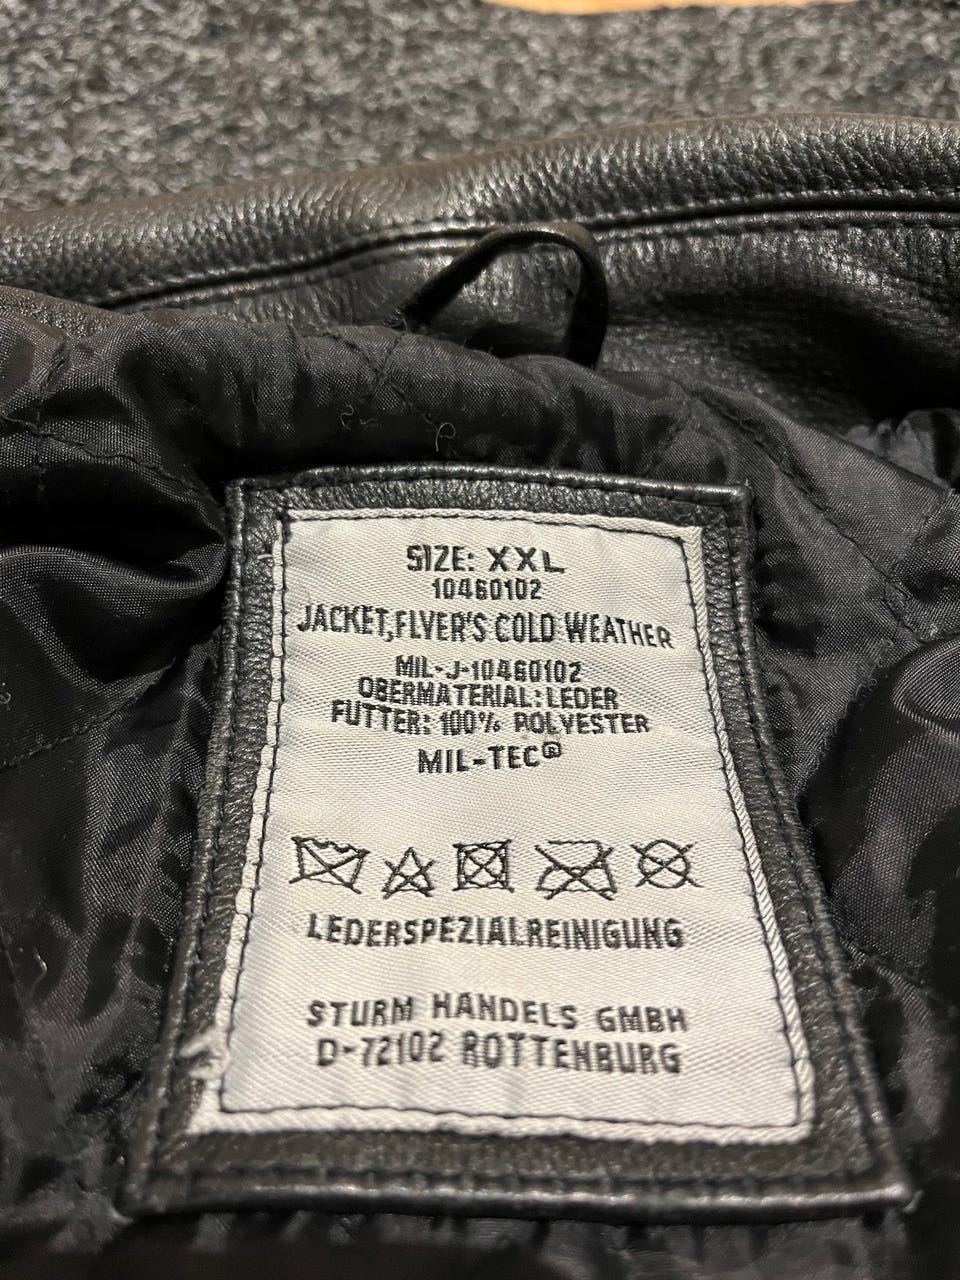 SIZE: XXL
10460102
JACKET,FLYER'S COLD WEATHER
MIL-J-10460102
OBERMATERIAL: LEDER
FUTTER: 100% POLYESTER
MIL-TEC®
LEDERSPEZIALREINIGUNG
STURM HANDELS GMBH
D-72102 ROTTENBURG